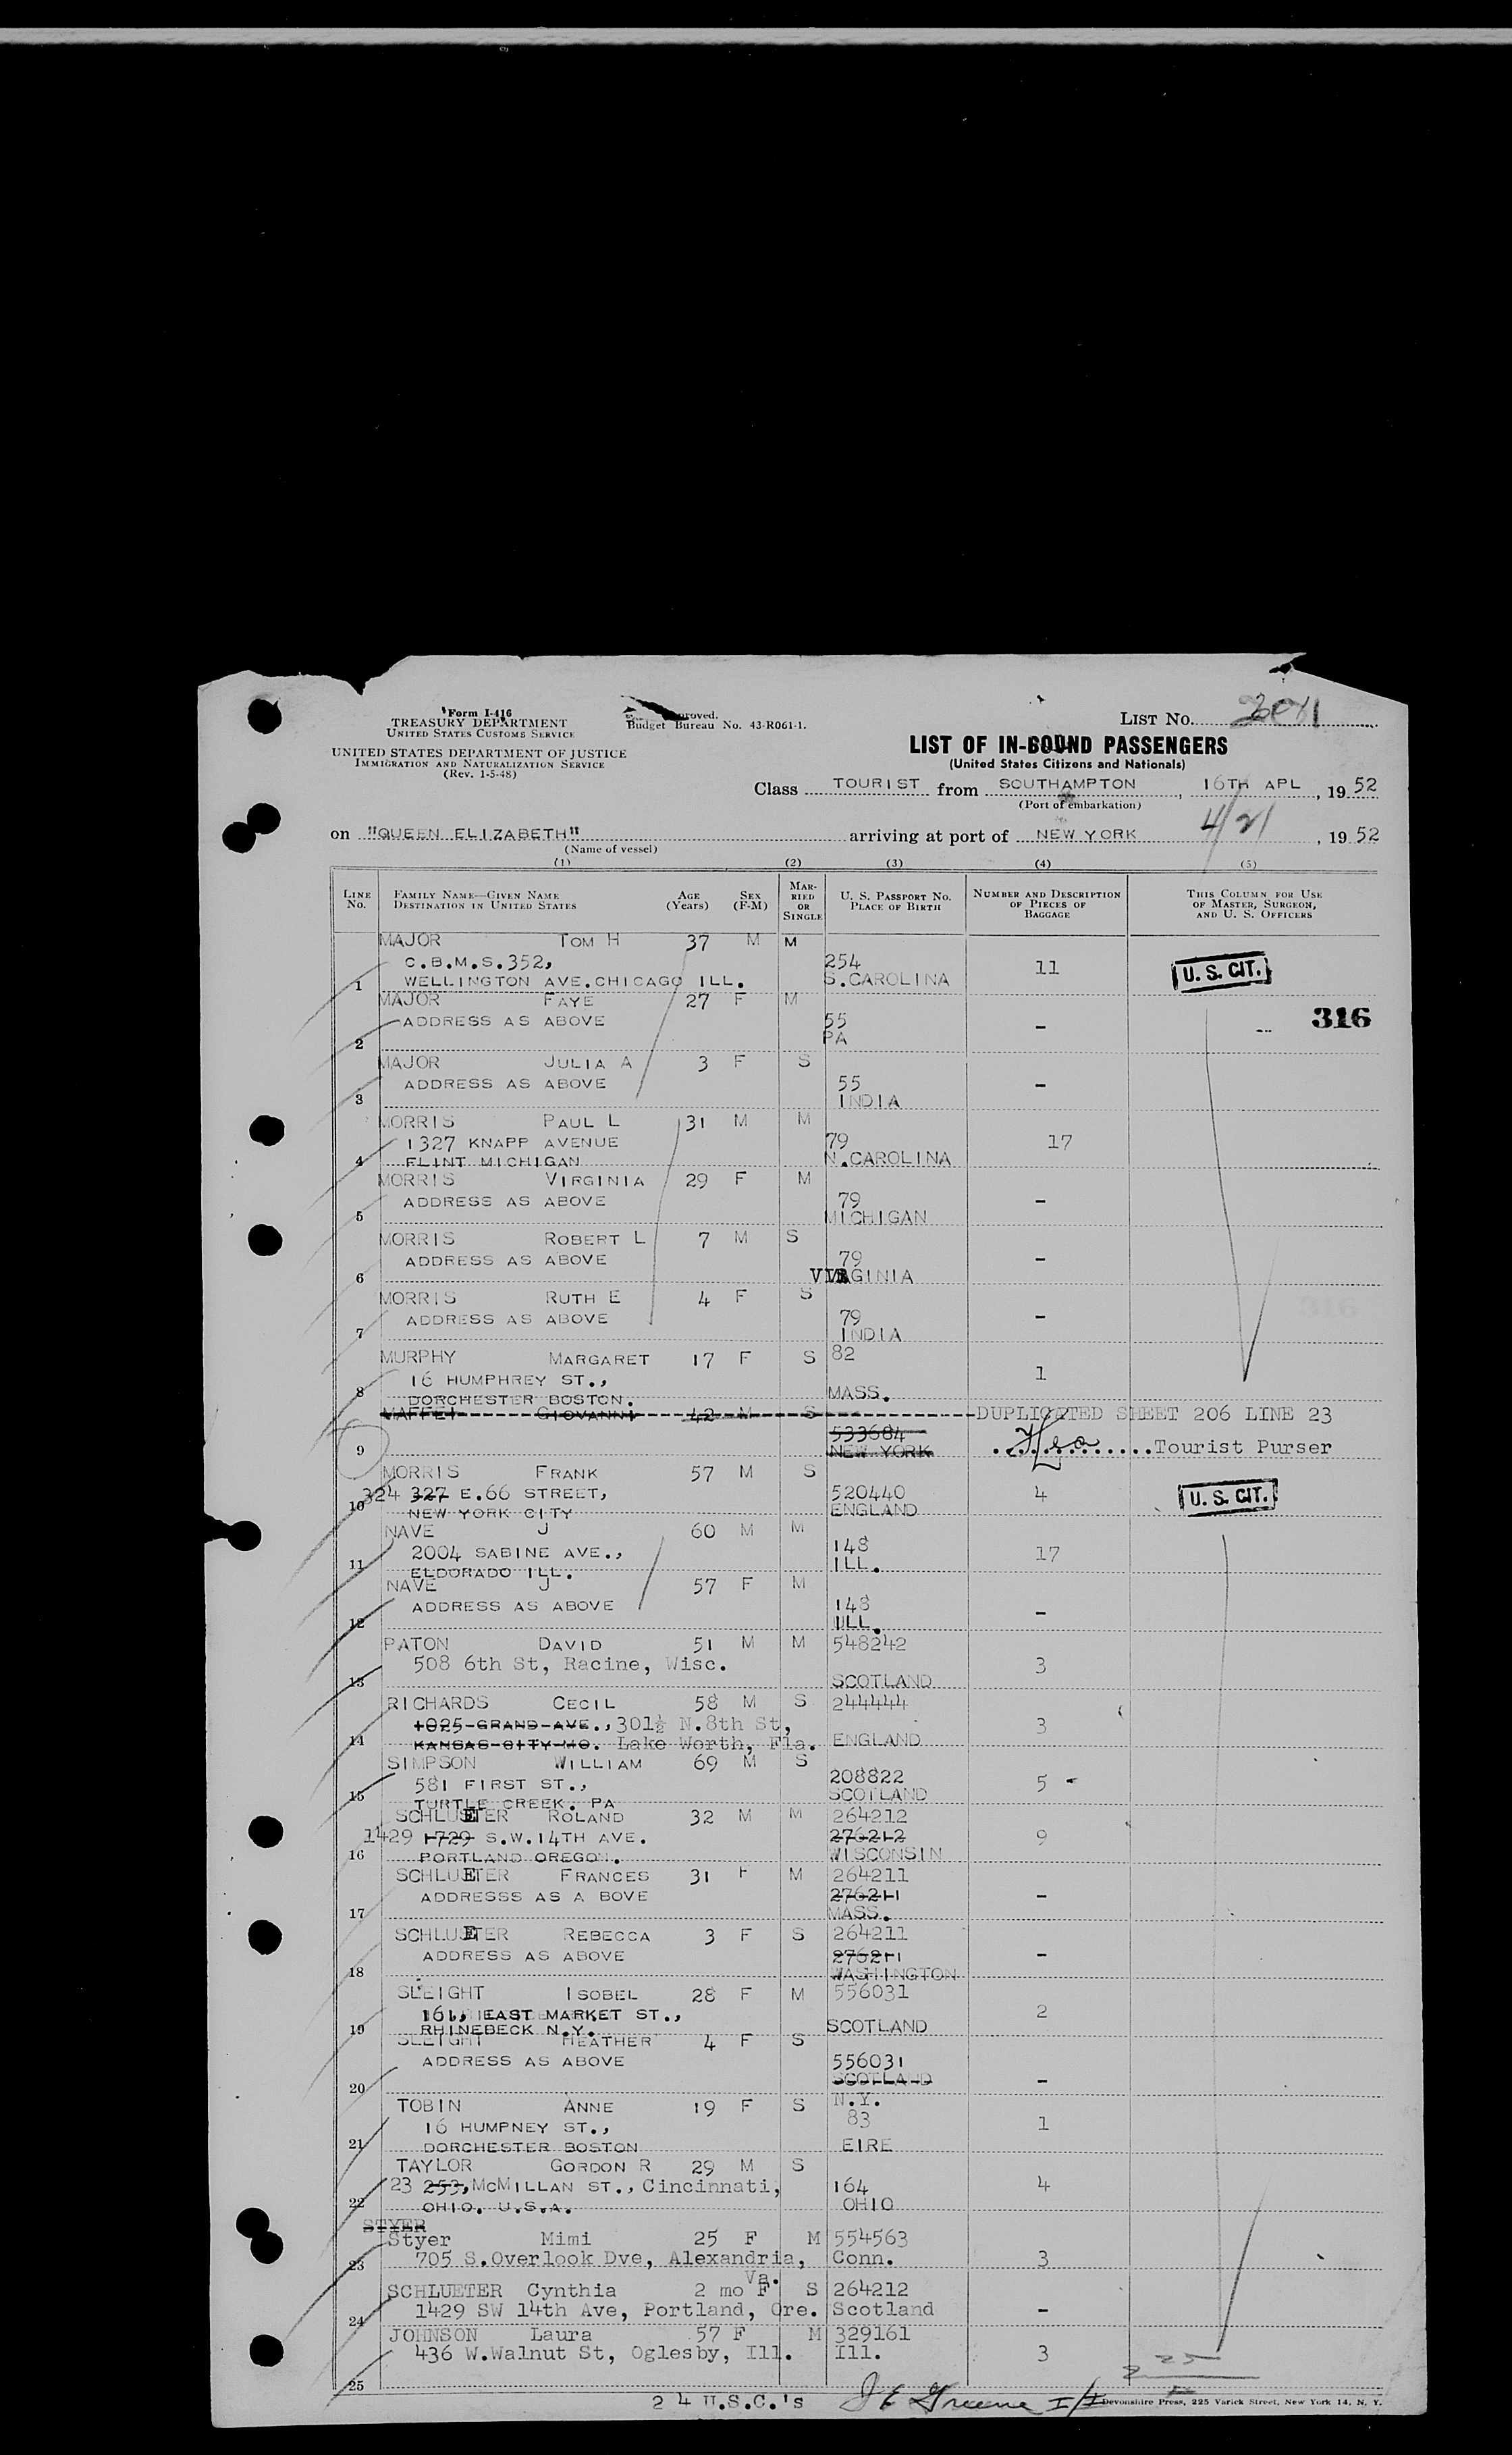 Form I-416
TREASURY DEPARTMENT
UNITED STATES CUSTOMS SERVICE
UNITED STATES DEPARTMENT OF JUSTICE
IMMIGRATION AND NATURALIZATION SERVICE
(Rev. 1-5-48)
Budget Bureau No. 43-R061-1.
LIST No.
LIST OF IN-BOUND PASSENGERS
(United States Citizens and Nationals)
Class TOURIST from SOUTHAMPTON, 16TH APL, 1952
(Port of embarkation)
on "QUEEN ELIZABETH" arriving at port of NEW YORK 4/21, 1952
(Name of vessel)
(1) (2) (3) (4) (5)
LINE No. FAMILY NAME—GIVEN NAME DESTINATION IN UNITED STATES AGE (Years) SEX (F-M) MARRIED OR SINGLE U. S. PASSPORT No. PLACE OF BIRTH NUMBER AND DESCRIPTION OF PIECES OF BAGGAGE THIS COLUMN FOR USE OF MASTER, SURGEON, AND U. S. OFFICERS
MAJOR TOM H 37 M M
C.B.M.S.352, 254 11 U. S. CIT.
1 WELLINGTON AVE.CHICAGO ILL. S.CAROLINA
MAJOR FAYE 27 F M
ADDRESS AS ABOVE 55 - 316
2 PA
MAJOR JULIA A 3 F S
ADDRESS AS ABOVE 55 -
3 INDIA
MORRIS PAUL L 31 M M
1327 KNAPP AVENUE 79 17
4 FLINT MICHIGAN N.CAROLINA
MORRIS VIRGINIA 29 F M
ADDRESS AS ABOVE 79 -
5 MICHIGAN
MORRIS ROBERT L 7 M S
ADDRESS AS ABOVE 79 -
6 VIRGINIA
MORRIS RUTH E 4 F S
ADDRESS AS ABOVE 79 -
7 INDIA
MURPHY MARGARET 17 F S 82
16 HUMPHREY ST., 1
8 DORCHESTER BOSTON. MASS.
MAFFEI GIOVANNI 42 M S DUPLICATED SHEET 206 LINE 23
533684
9 NEW YORK Tourist Purser
MORRIS FRANK 57 M S
324 327 E.66 STREET, 520440 4 U. S. CIT.
10 NEW YORK CITY ENGLAND
NAVE J 60 M M
2004 SABINE AVE., 148 17
11 ELDORADO ILL. ILL.
NAVE J 57 F M
ADDRESS AS ABOVE 148 -
12 ILL.
PATON DAVID 51 M M 548242
508 6th St, Racine, Wisc. 3
13 SCOTLAND
RICHARDS CECIL 58 M S 244444
1025 GRAND AVE., 301½ N.8th St, 3
14 KANSAS CITY MO. Lake Worth, Fla. ENGLAND
SIMPSON WILLIAM 69 M S
581 FIRST ST., 208822 5
15 TURTLE CREEK. PA SCOTLAND
SCHLUETER ROLAND 32 M M 264212
1429 1729 S.W.14TH AVE. 276212 9
16 PORTLAND OREGON. WISCONSIN
SCHLUETER FRANCES 31 F M 264211
ADDRESSS AS A BOVE 276211 -
17 MASS.
SCHLUETER REBECCA 3 F S 264211
ADDRESS AS ABOVE 276211 -
18 WASHINGTON
SLEIGHT ISOBEL 28 F M 556031
161, EAST MARKET ST., 2
19 RHINEBECK N.Y. SCOTLAND
SLEIGHT HEATHER 4 F S
ADDRESS AS ABOVE 556031
20 SCOTLAND -
N.Y.
TOBIN ANNE 19 F S 83
16 HUMPNEY ST., 1
21 DORCHESTER BOSTON EIRE
TAYLOR GORDON R 29 M S
23 253, MCMILLAN ST., Cincinnati, 164 4
22 OHIO. U.S.A. OHIO
STYER
Styer Mimi 25 F M 554563
23 705 S.Overlook Dve, Alexandria, Va. Conn. 3
SCHLUETER Cynthia 2 mo F S 264212
24 1429 SW 14th Ave, Portland, Ore. Scotland -
JOHNSON Laura 57 F M 329161
436 W.Walnut St, Oglesby, Ill. Ill. 3
25
2 4 U.S.C.'s J E Greene I/I Devonshire Press, 225 Varick Street, New York 14, N. Y.